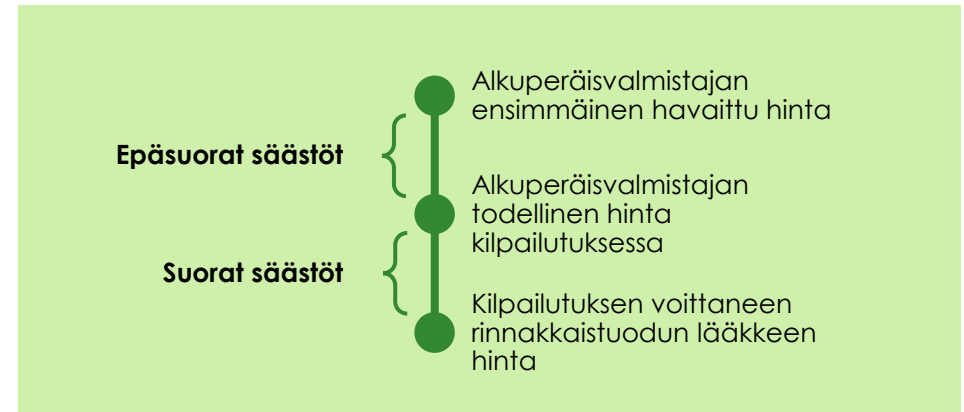 Alkuperäisvalmistajan
ensimmäinen havaittu hinta
Epäsuorat säästöt
Alkuperäisvalmistajan
todellinen hinta
kilpailutuksessa
Suorat säästöt
Kilpailutuksen voittaneen
rinnakkaistuodun lääkkeen
hinta